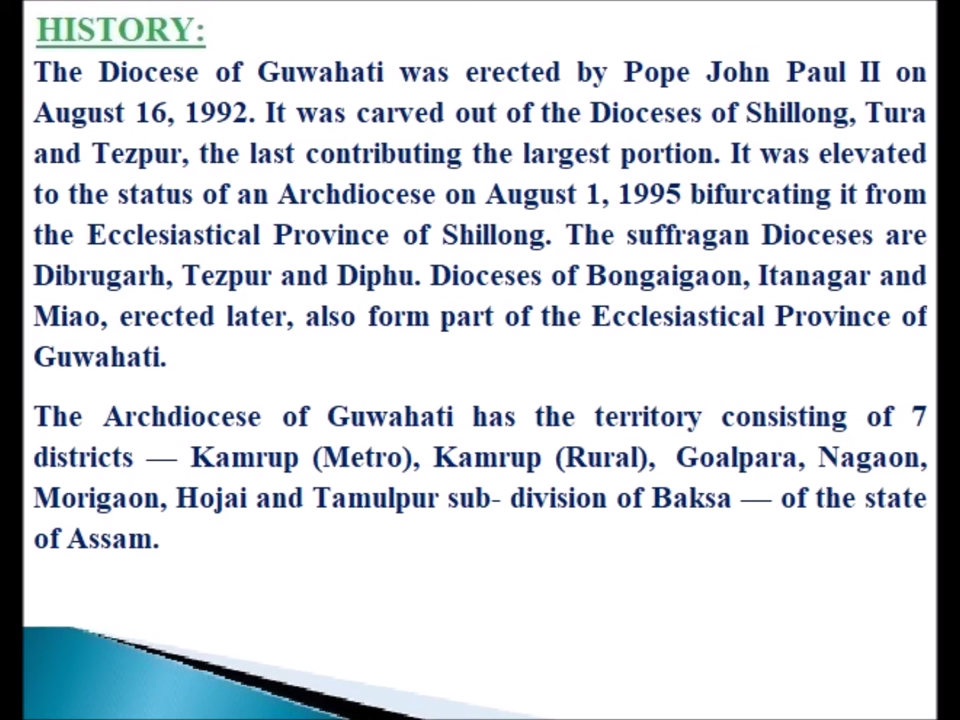 HISTORY:
The Diocese of Guwahati was erected by Pope John Paul II on
August 16, 1992. It was carved out of the Dioceses of Shillong, Tura
and Tezpur, the last contributing the largest portion. It was elevated
to the status of an Archdiocese on August 1, 1995 bifurcating it from
the Ecclesiastical Province of Shillong. The suffragan Dioceses are
Dibrugarh, Tezpur and Diphu. Dioceses of Bongaigaon, Itanagar and
Miao, erected later, also form part of the Ecclesiastical Province of
Guwahati.
The Archdiocese of Guwahati has the territory consisting of 7
districts — Kamrup (Metro), Kamrup (Rural), Goalpara, Nagaon,
Morigaon, Hojai and Tamulpur sub- division of Baksa — of the state
of Assam.